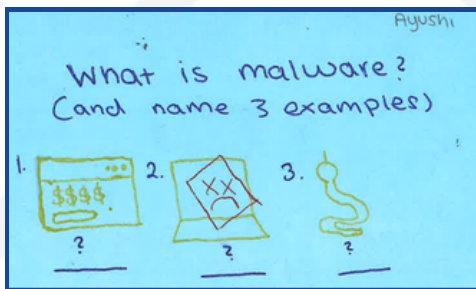 Ayushi
What is malware?
(and name 3 examples)
1. $$$$ 2. XX 3.
? ? ?